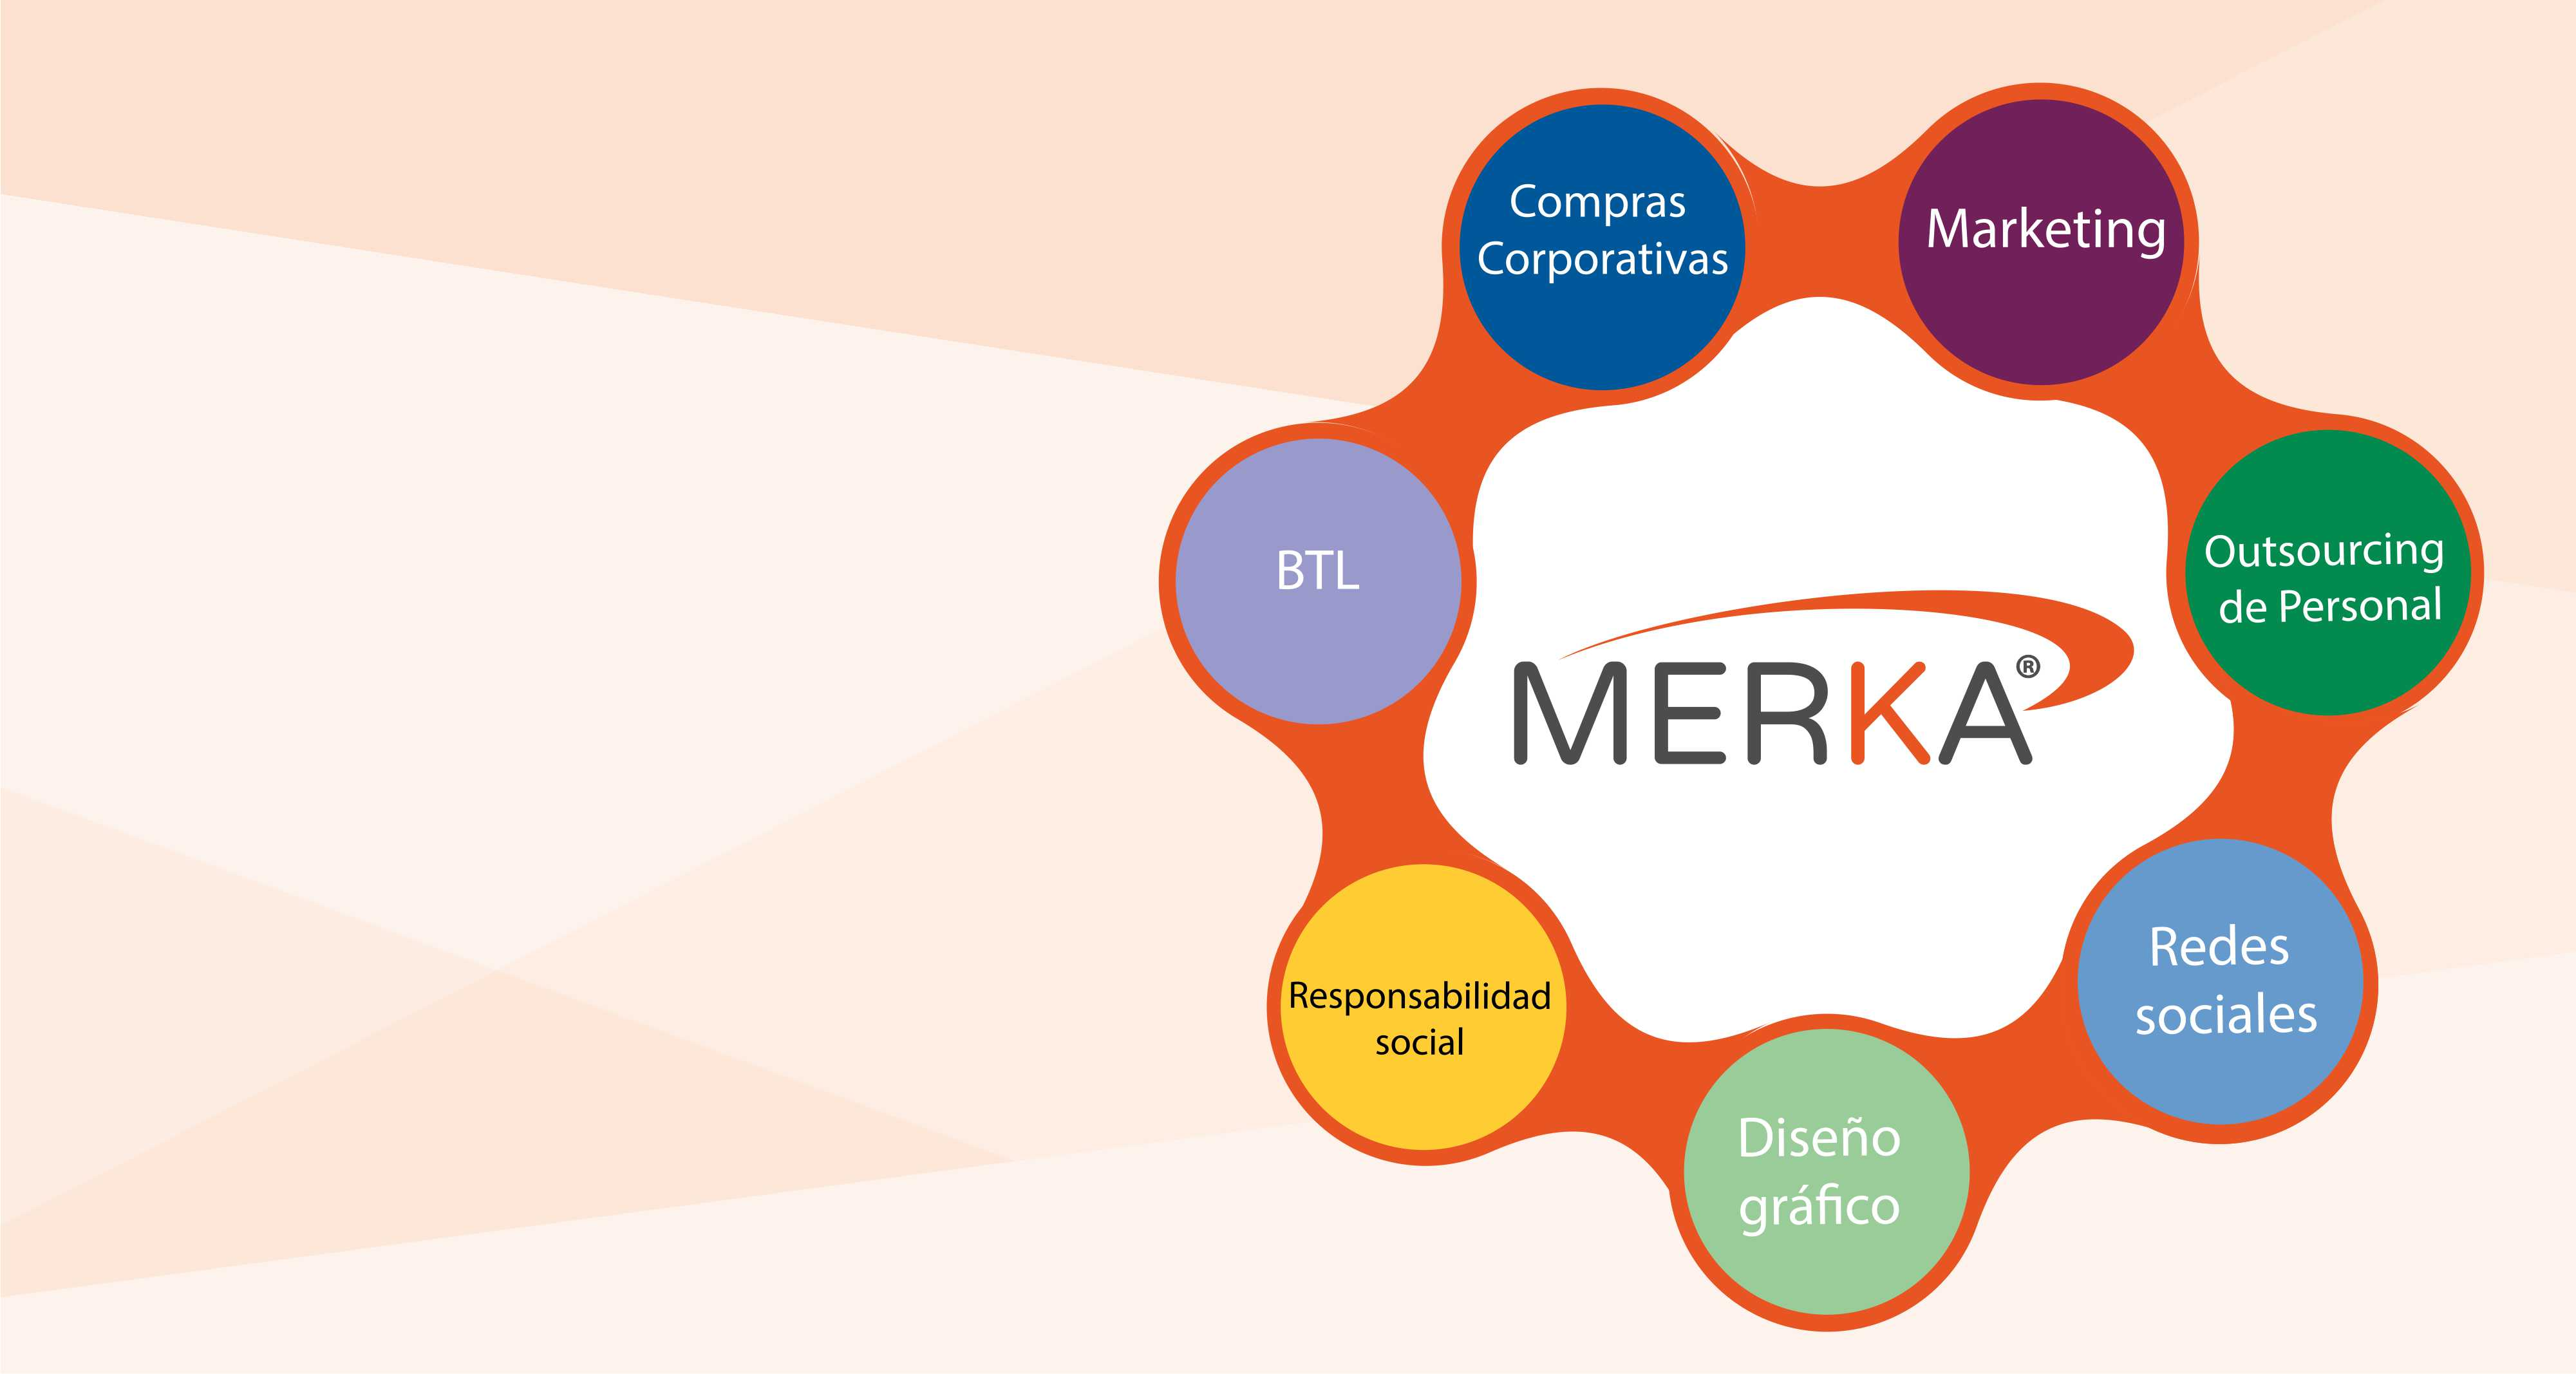 Compras
Corporativas
Marketing
Outsourcing
de Personal
Redes
sociales
Diseño
gráfico
Responsabilidad
social
BTL
MERKA®